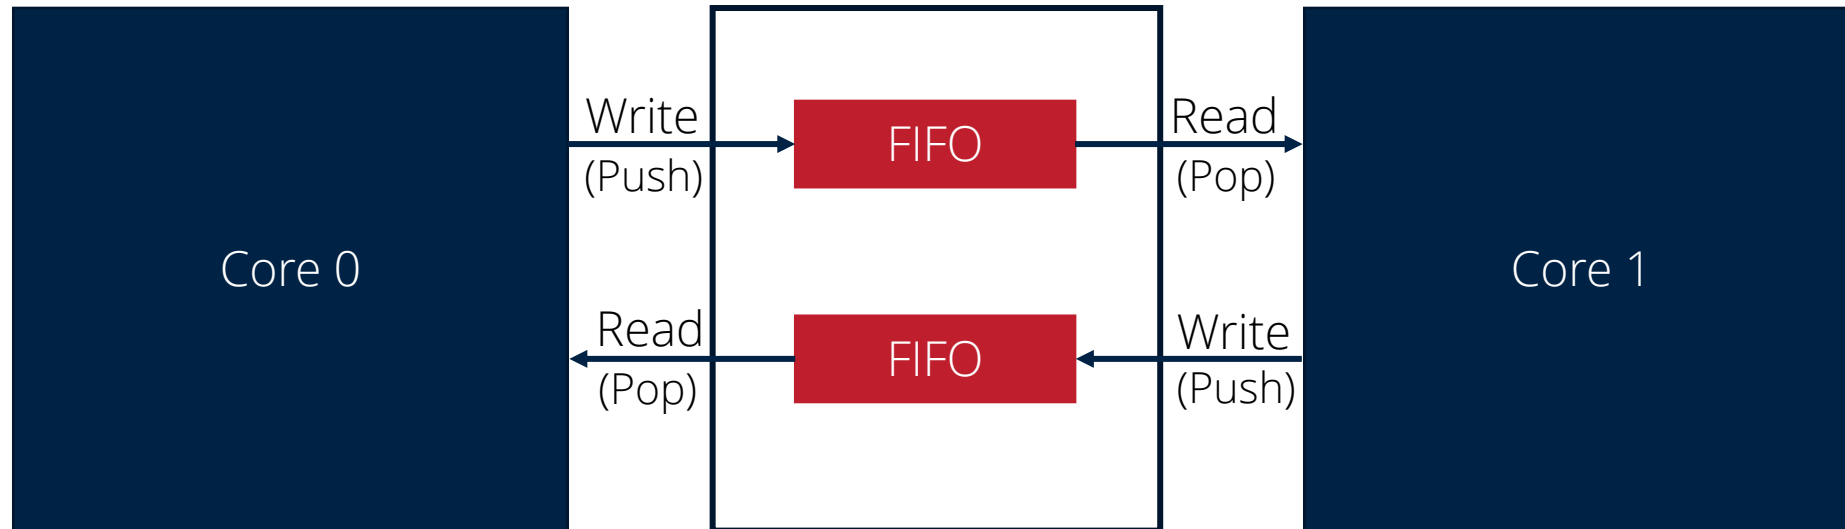 Core 0
Write
(Push)
FIFO
Read
(Pop)
Read
(Pop)
FIFO
Write
(Push)
Core 1